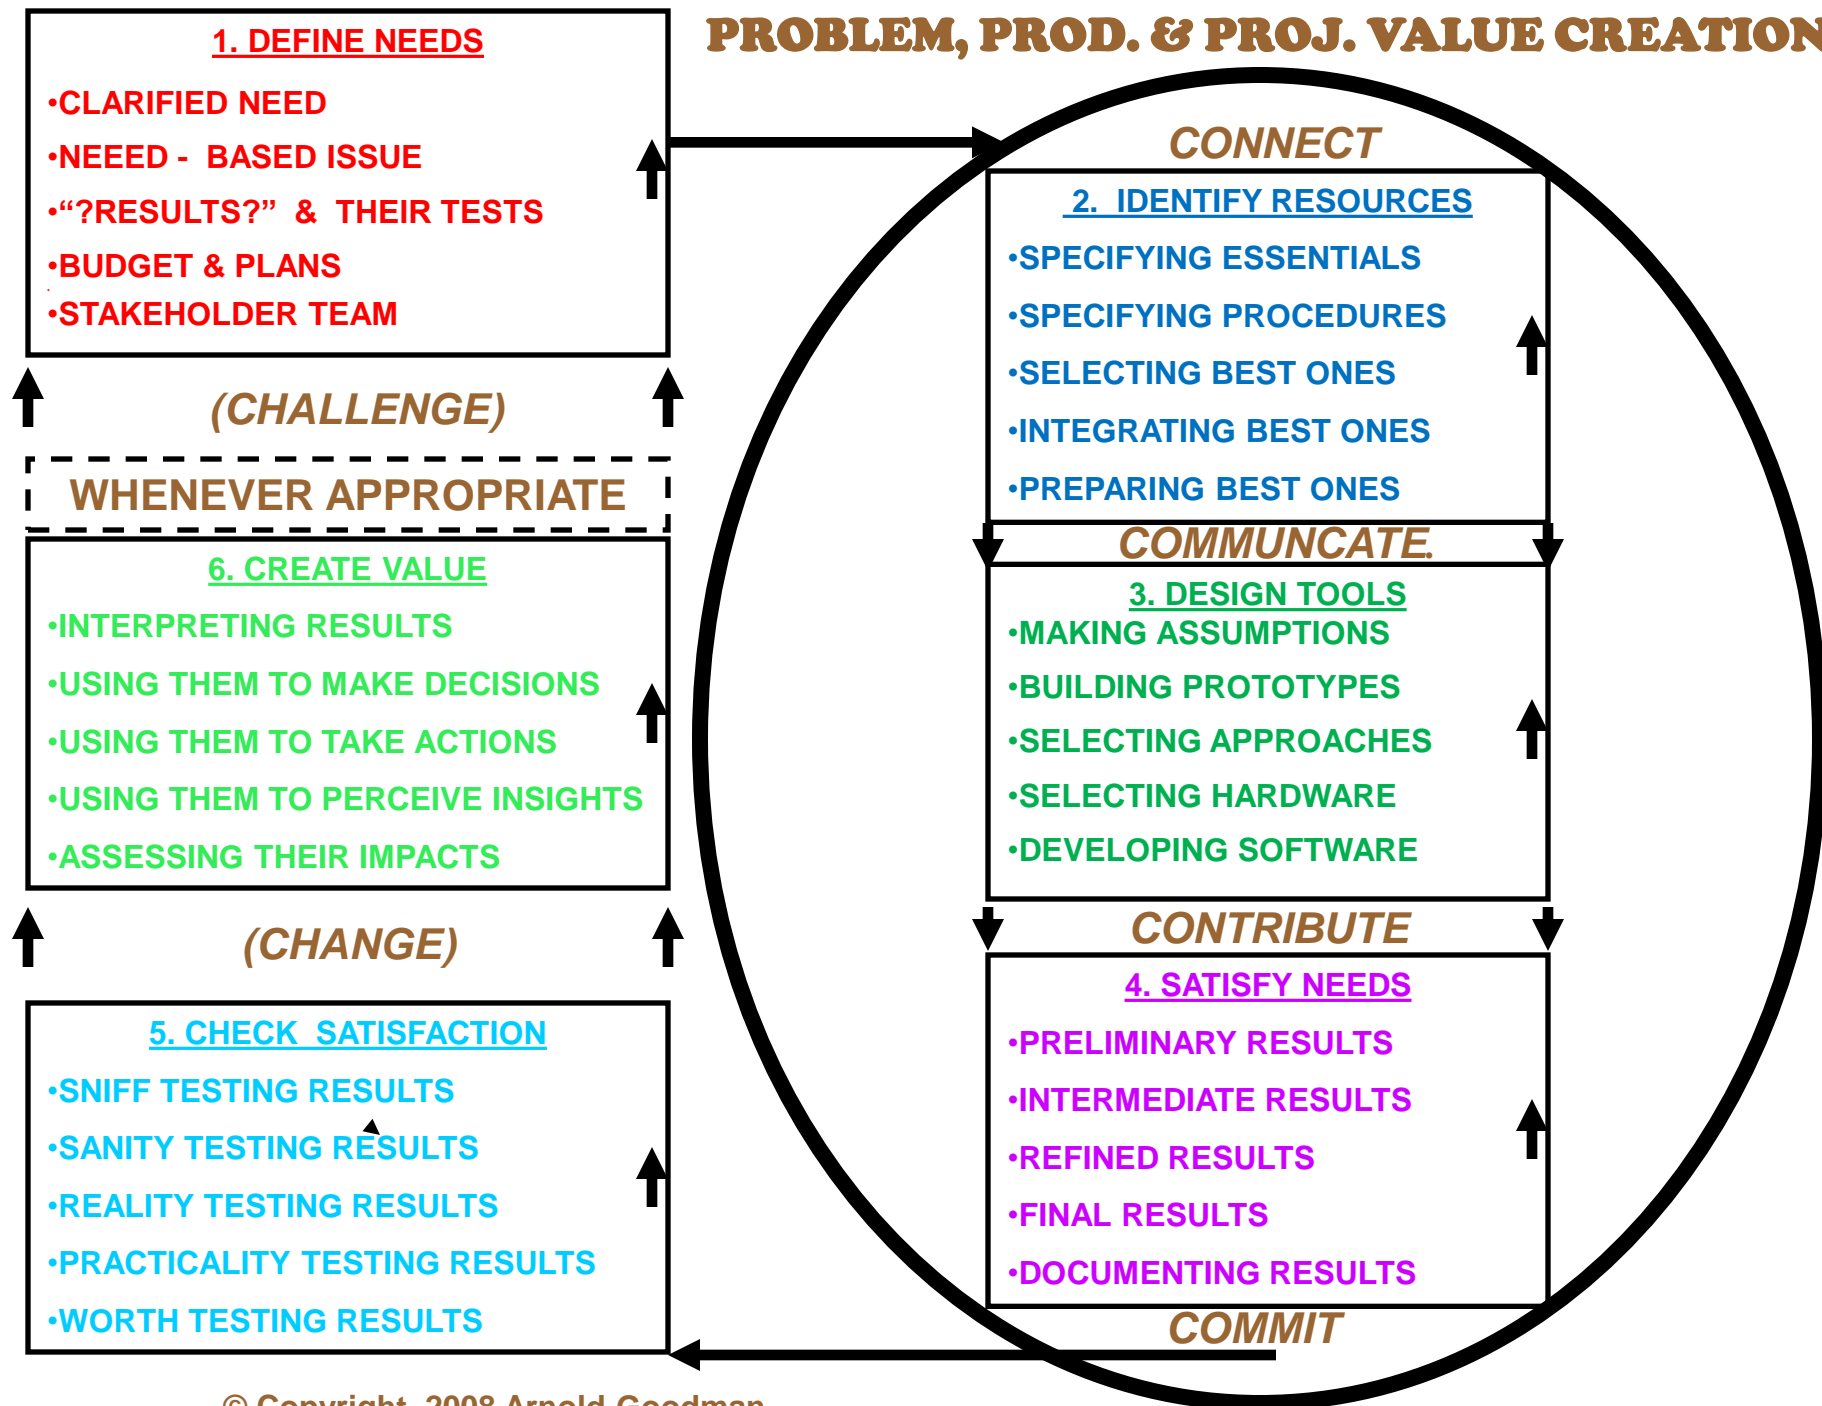 PROBLEM, PROD. & PROJ. VALUE CREATION
1. DEFINE NEEDS
•CLARIFIED NEED
•NEEED - BASED ISSUE
•“?RESULTS?” & THEIR TESTS
•BUDGET & PLANS
•STAKEHOLDER TEAM
(CHALLENGE)
WHENEVER APPROPRIATE
6. CREATE VALUE
•INTERPRETING RESULTS
•USING THEM TO MAKE DECISIONS
•USING THEM TO TAKE ACTIONS
•USING THEM TO PERCEIVE INSIGHTS
•ASSESSING THEIR IMPACTS
(CHANGE)
5. CHECK SATISFACTION
•SNIFF TESTING RESULTS
•SANITY TESTING RESULTS
•REALITY TESTING RESULTS
•PRACTICALITY TESTING RESULTS
•WORTH TESTING RESULTS
CONNECT
2. IDENTIFY RESOURCES
•SPECIFYING ESSENTIALS
•SPECIFYING PROCEDURES
•SELECTING BEST ONES
•INTEGRATING BEST ONES
•PREPARING BEST ONES
COMMUNCATE.
3. DESIGN TOOLS
•MAKING ASSUMPTIONS
•BUILDING PROTOTYPES
•SELECTING APPROACHES
•SELECTING HARDWARE
•DEVELOPING SOFTWARE
CONTRIBUTE
4. SATISFY NEEDS
•PRELIMINARY RESULTS
•INTERMEDIATE RESULTS
•REFINED RESULTS
•FINAL RESULTS
•DOCUMENTING RESULTS
COMMIT
© Copyright 2008 Arnold Goodman